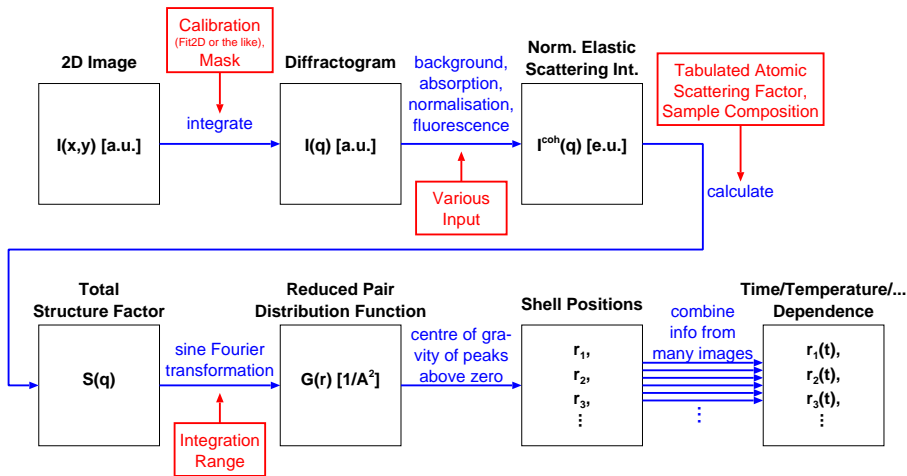 Calibration
(Fit2D or the like),
Mask
2D Image
integrate
I(x,y) [a.u.]
Diffractogram
I(q) [a.u.]
background,
absorption,
normalisation,
fluorescence
Various
Input
Norm. Elastic
Scattering Int.
I^coh(q) [e.u.]
Tabulated Atomic
Scattering Factor,
Sample Composition
calculate
Total
Structure Factor
S(q)
sine Fourier
transformation
Integration
Range
Reduced Pair
Distribution Function
G(r) [1/A²]
centre of gra-
vity of peaks
above zero
Shell Positions
r₁,
r₂,
r₃,
⋮
combine
info from
many images
⋮
Time/Temperature/...
Dependence
r₁(t),
r₂(t),
r₃(t),
⋮